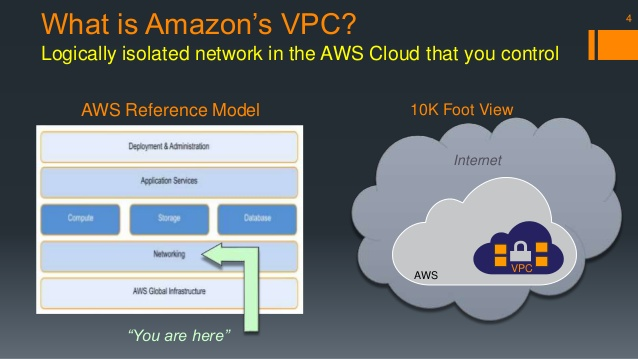 What is Amazon’s VPC?
4
Logically isolated network in the AWS Cloud that you control
AWS Reference Model
Deployment & Administration
Application Services
Compute
Storage
Database
Networking
AWS Global Infrastructure
“You are here”
10K Foot View
Internet
AWS
VPC